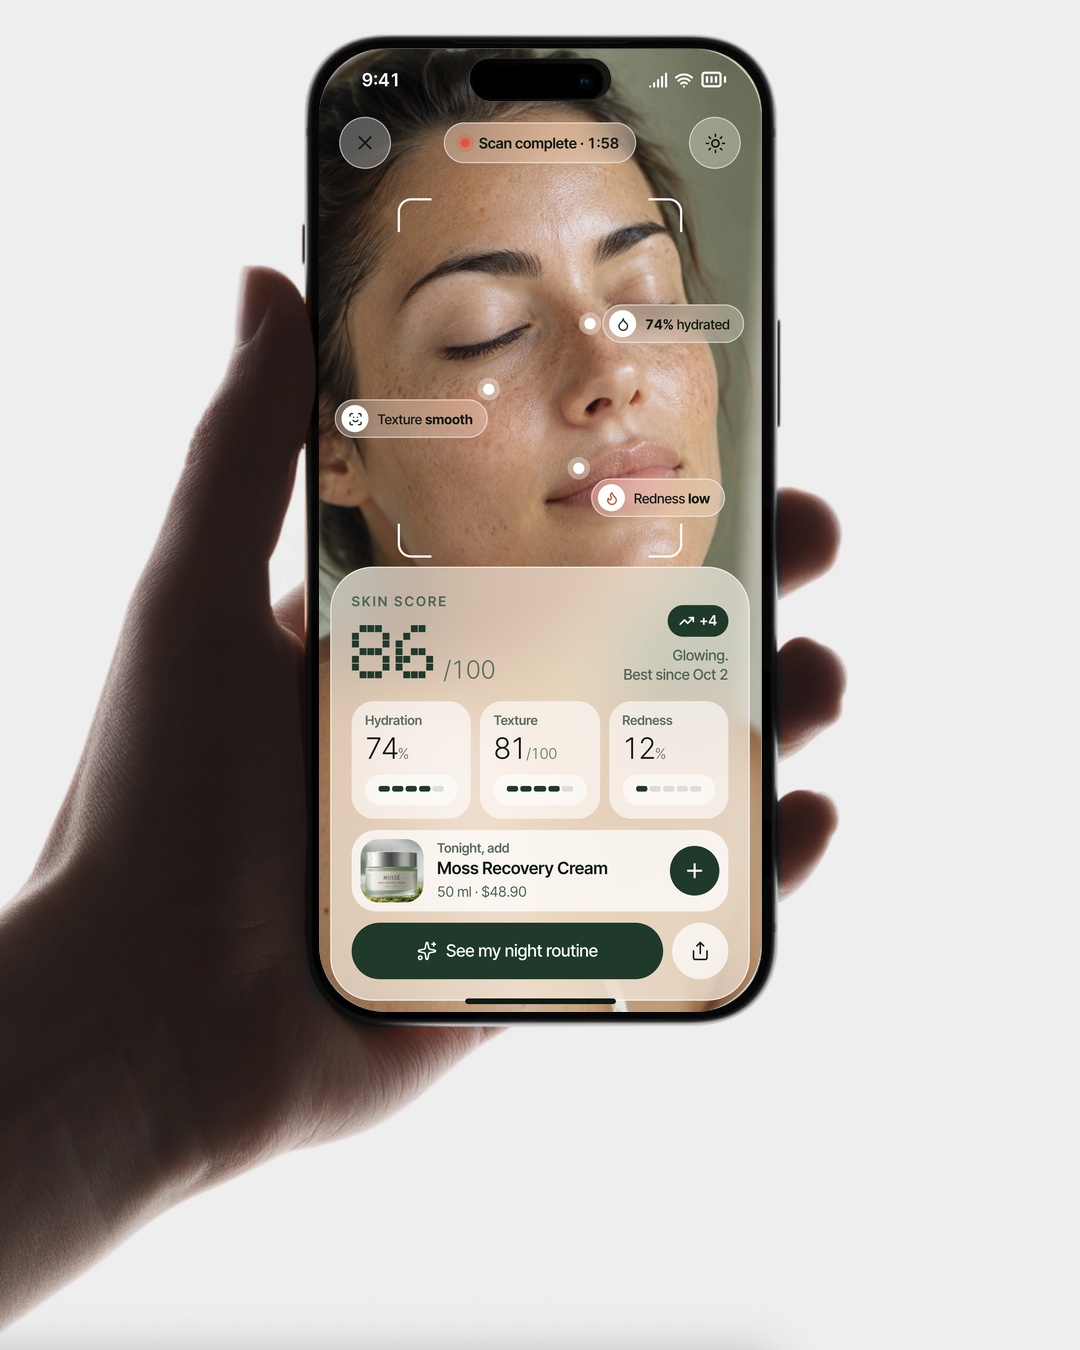 9:41
Scan complete · 1:58
74% hydrated
Texture smooth
Redness low
SKIN SCORE
86 /100
+4
Glowing.
Best since Oct 2
Hydration
74%
Texture
81/100
Redness
12%
Tonight, add
Moss Recovery Cream
50 ml · $48.90
MOSSÉ
See my night routine